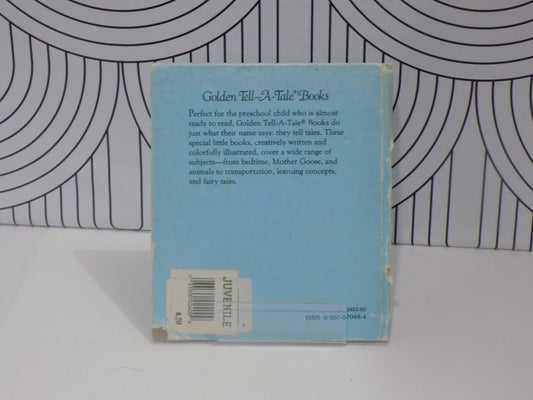 Golden Tell-A-Tale® Books
Perfect for the preschool child who is almost
ready to read, Golden Tell-A-Tale® Books do
just what their name says: they tell tales. These
special little books, creatively written and
colorfully illustrated, cover a wide range of
subjects—from bedtime, Mother Goose, and
animals to transportation, learning concepts,
and fairy tales.
JUVENILE
ISBN: 0-307-07048-4